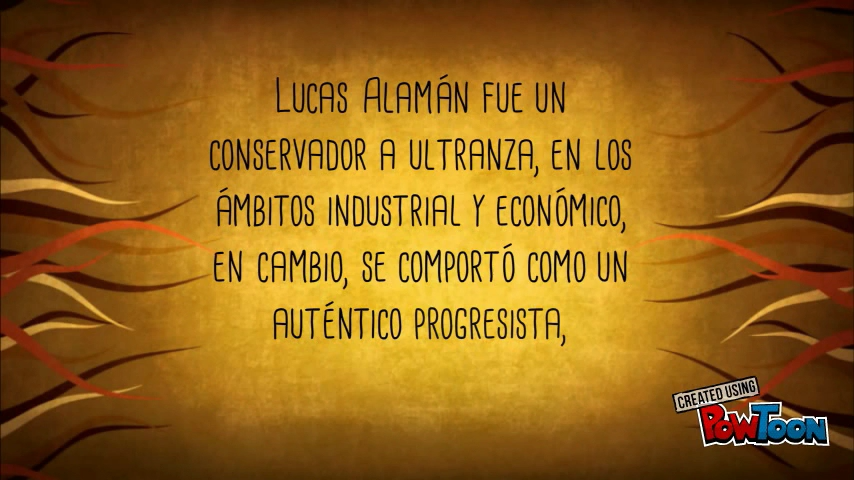 Lucas Alamán fue un
conservador a ultranza, en los
ámbitos industrial y económico,
en cambio, se comportó como un
auténtico progresista,
CREATED USING
POWTOON